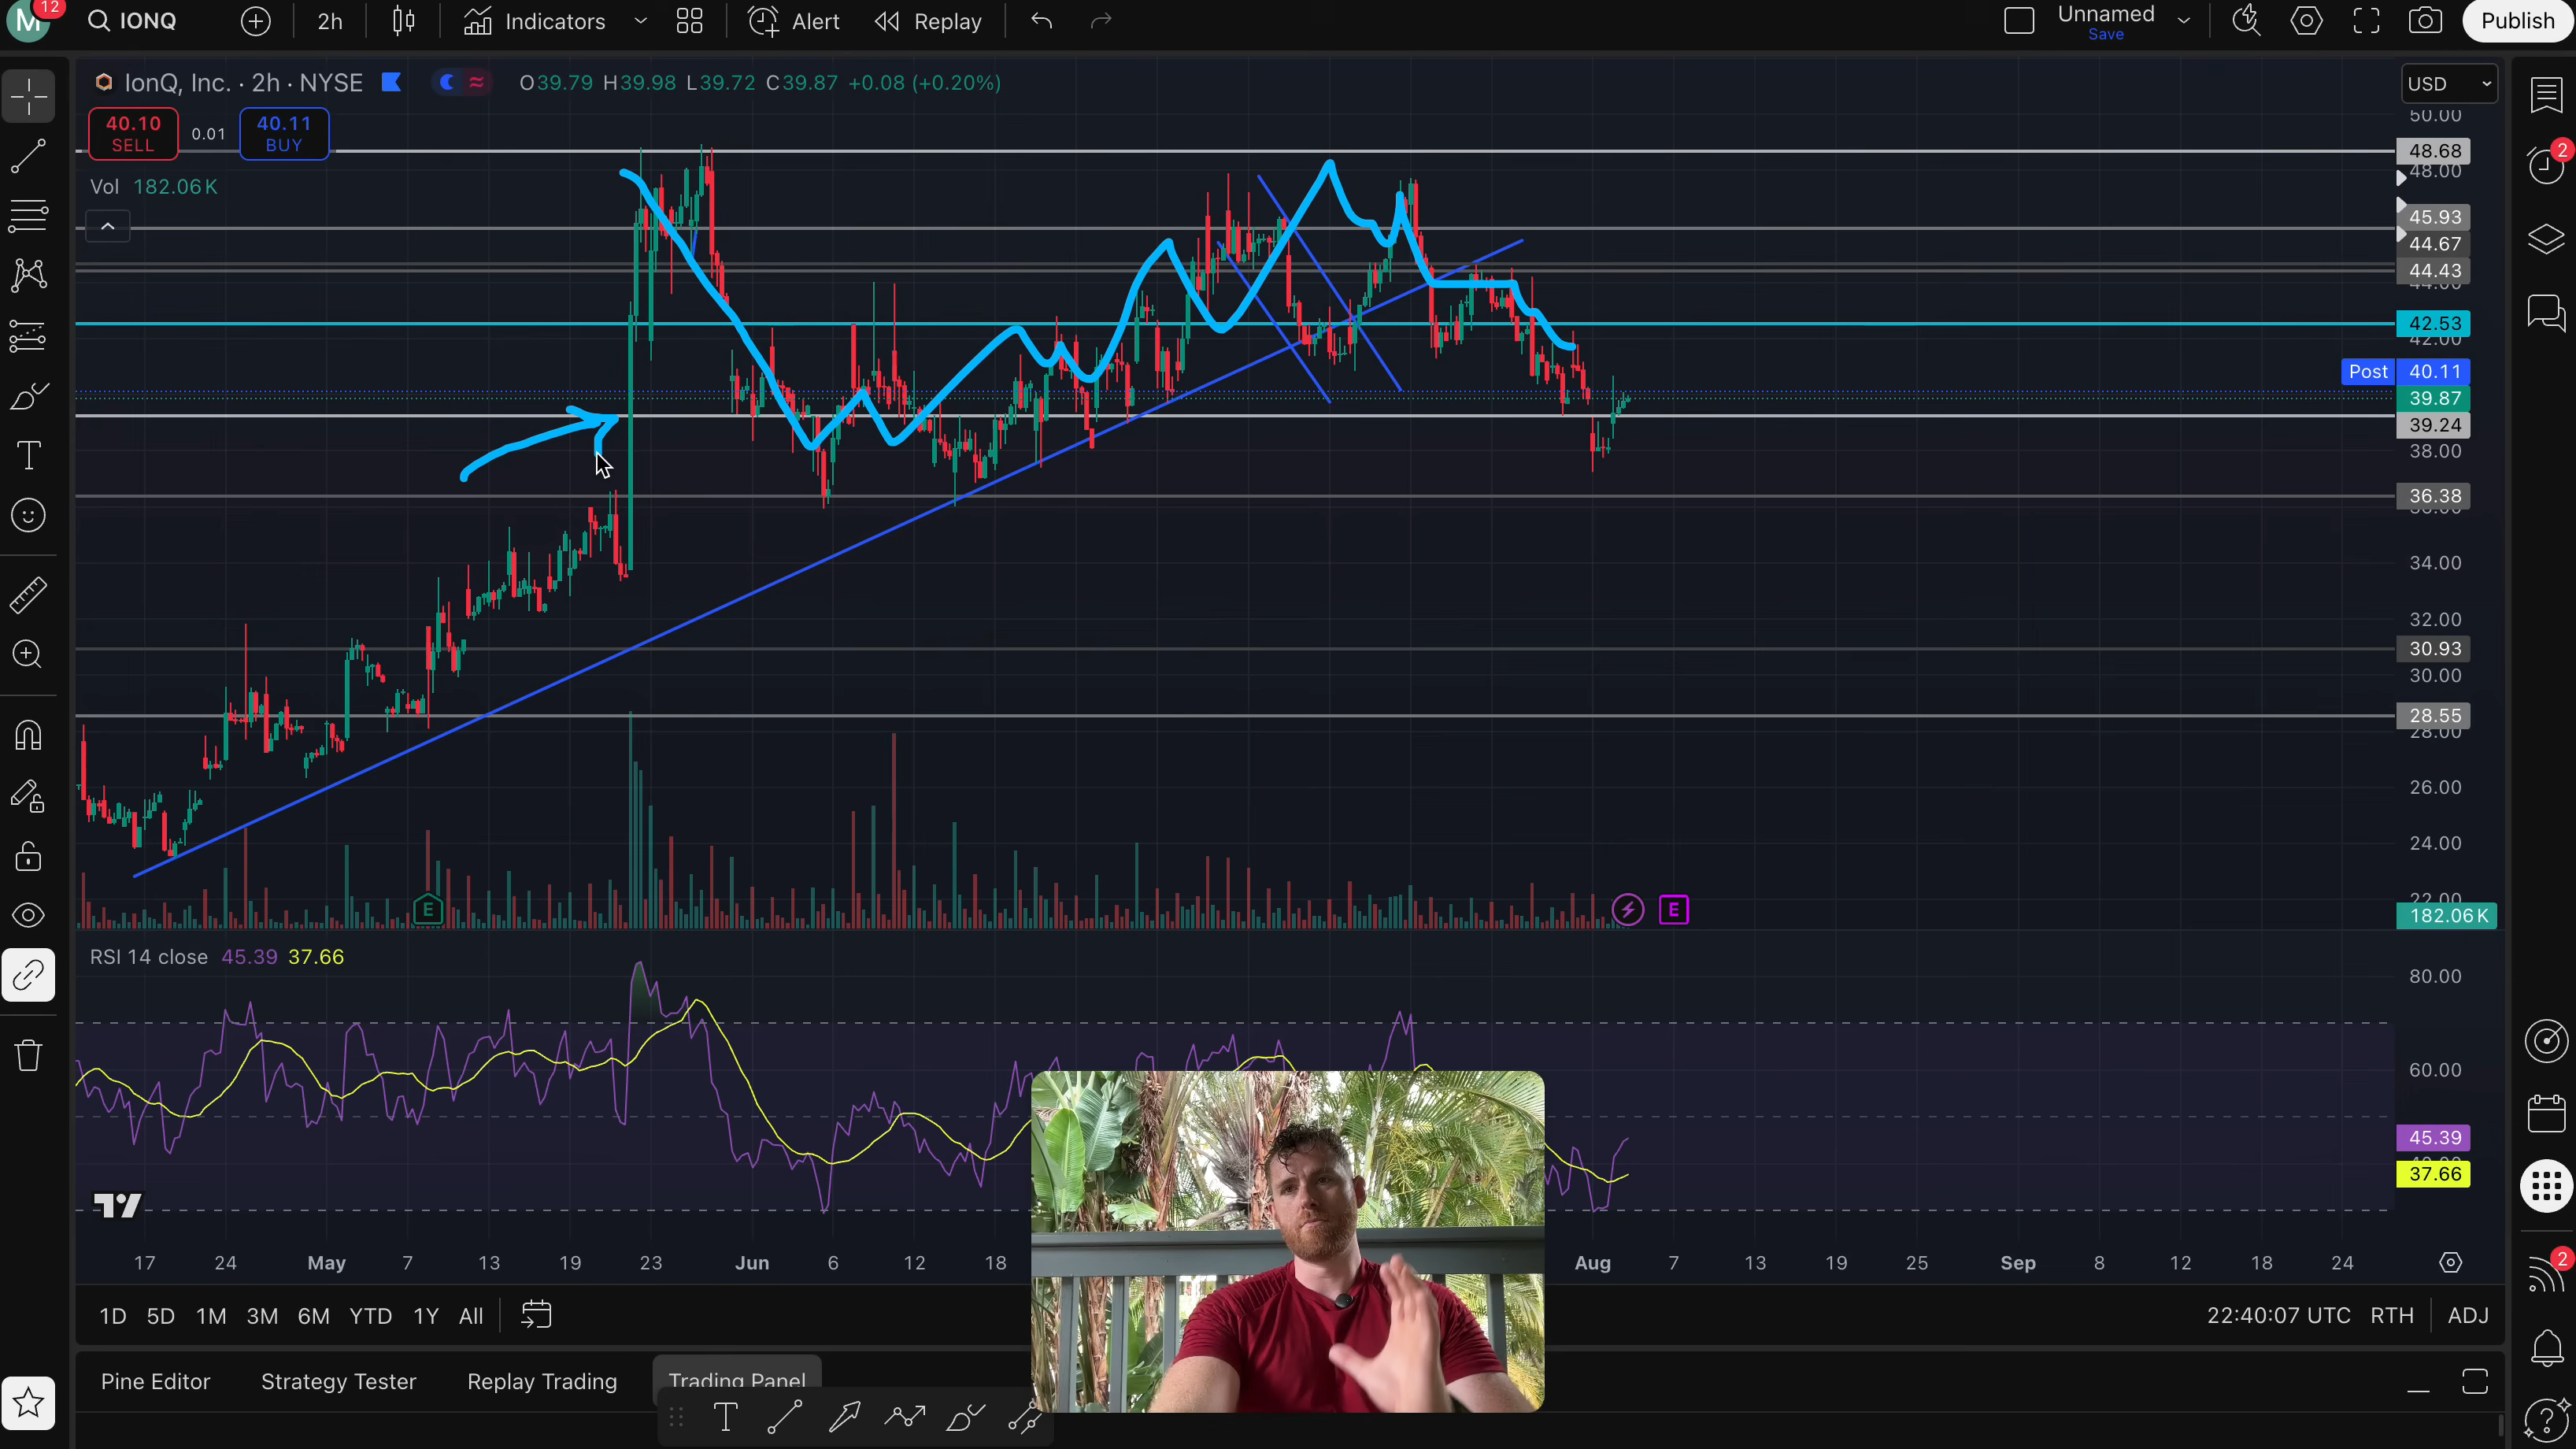 M 12 IONQ 2h Indicators Alert Replay Unnamed Save Publish
IonQ, Inc. · 2h · NYSE O39.79 H39.98 L39.72 C39.87 +0.08 (+0.20%) USD
40.10 SELL 0.01 40.11 BUY
Vol 182.06 K
50.00
48.68
48.00
45.93
44.67
44.43
44.00
42.53
42.00
Post 40.11
39.87
39.24
38.00
36.38
36.00
34.00
32.00
30.93
30.00
28.55
28.00
26.00
24.00
22.00
182.06 K
E E
RSI 14 close 45.39 37.66
80.00
60.00
45.39
40.00
37.66
17 24 May 7 13 19 23 Jun 6 12 18 Aug 7 13 19 25 Sep 8 12 18 24
1D 5D 1M 3M 6M YTD 1Y All 22:40:07 UTC RTH ADJ
Pine Editor Strategy Tester Replay Trading Trading Panel
T
2
2